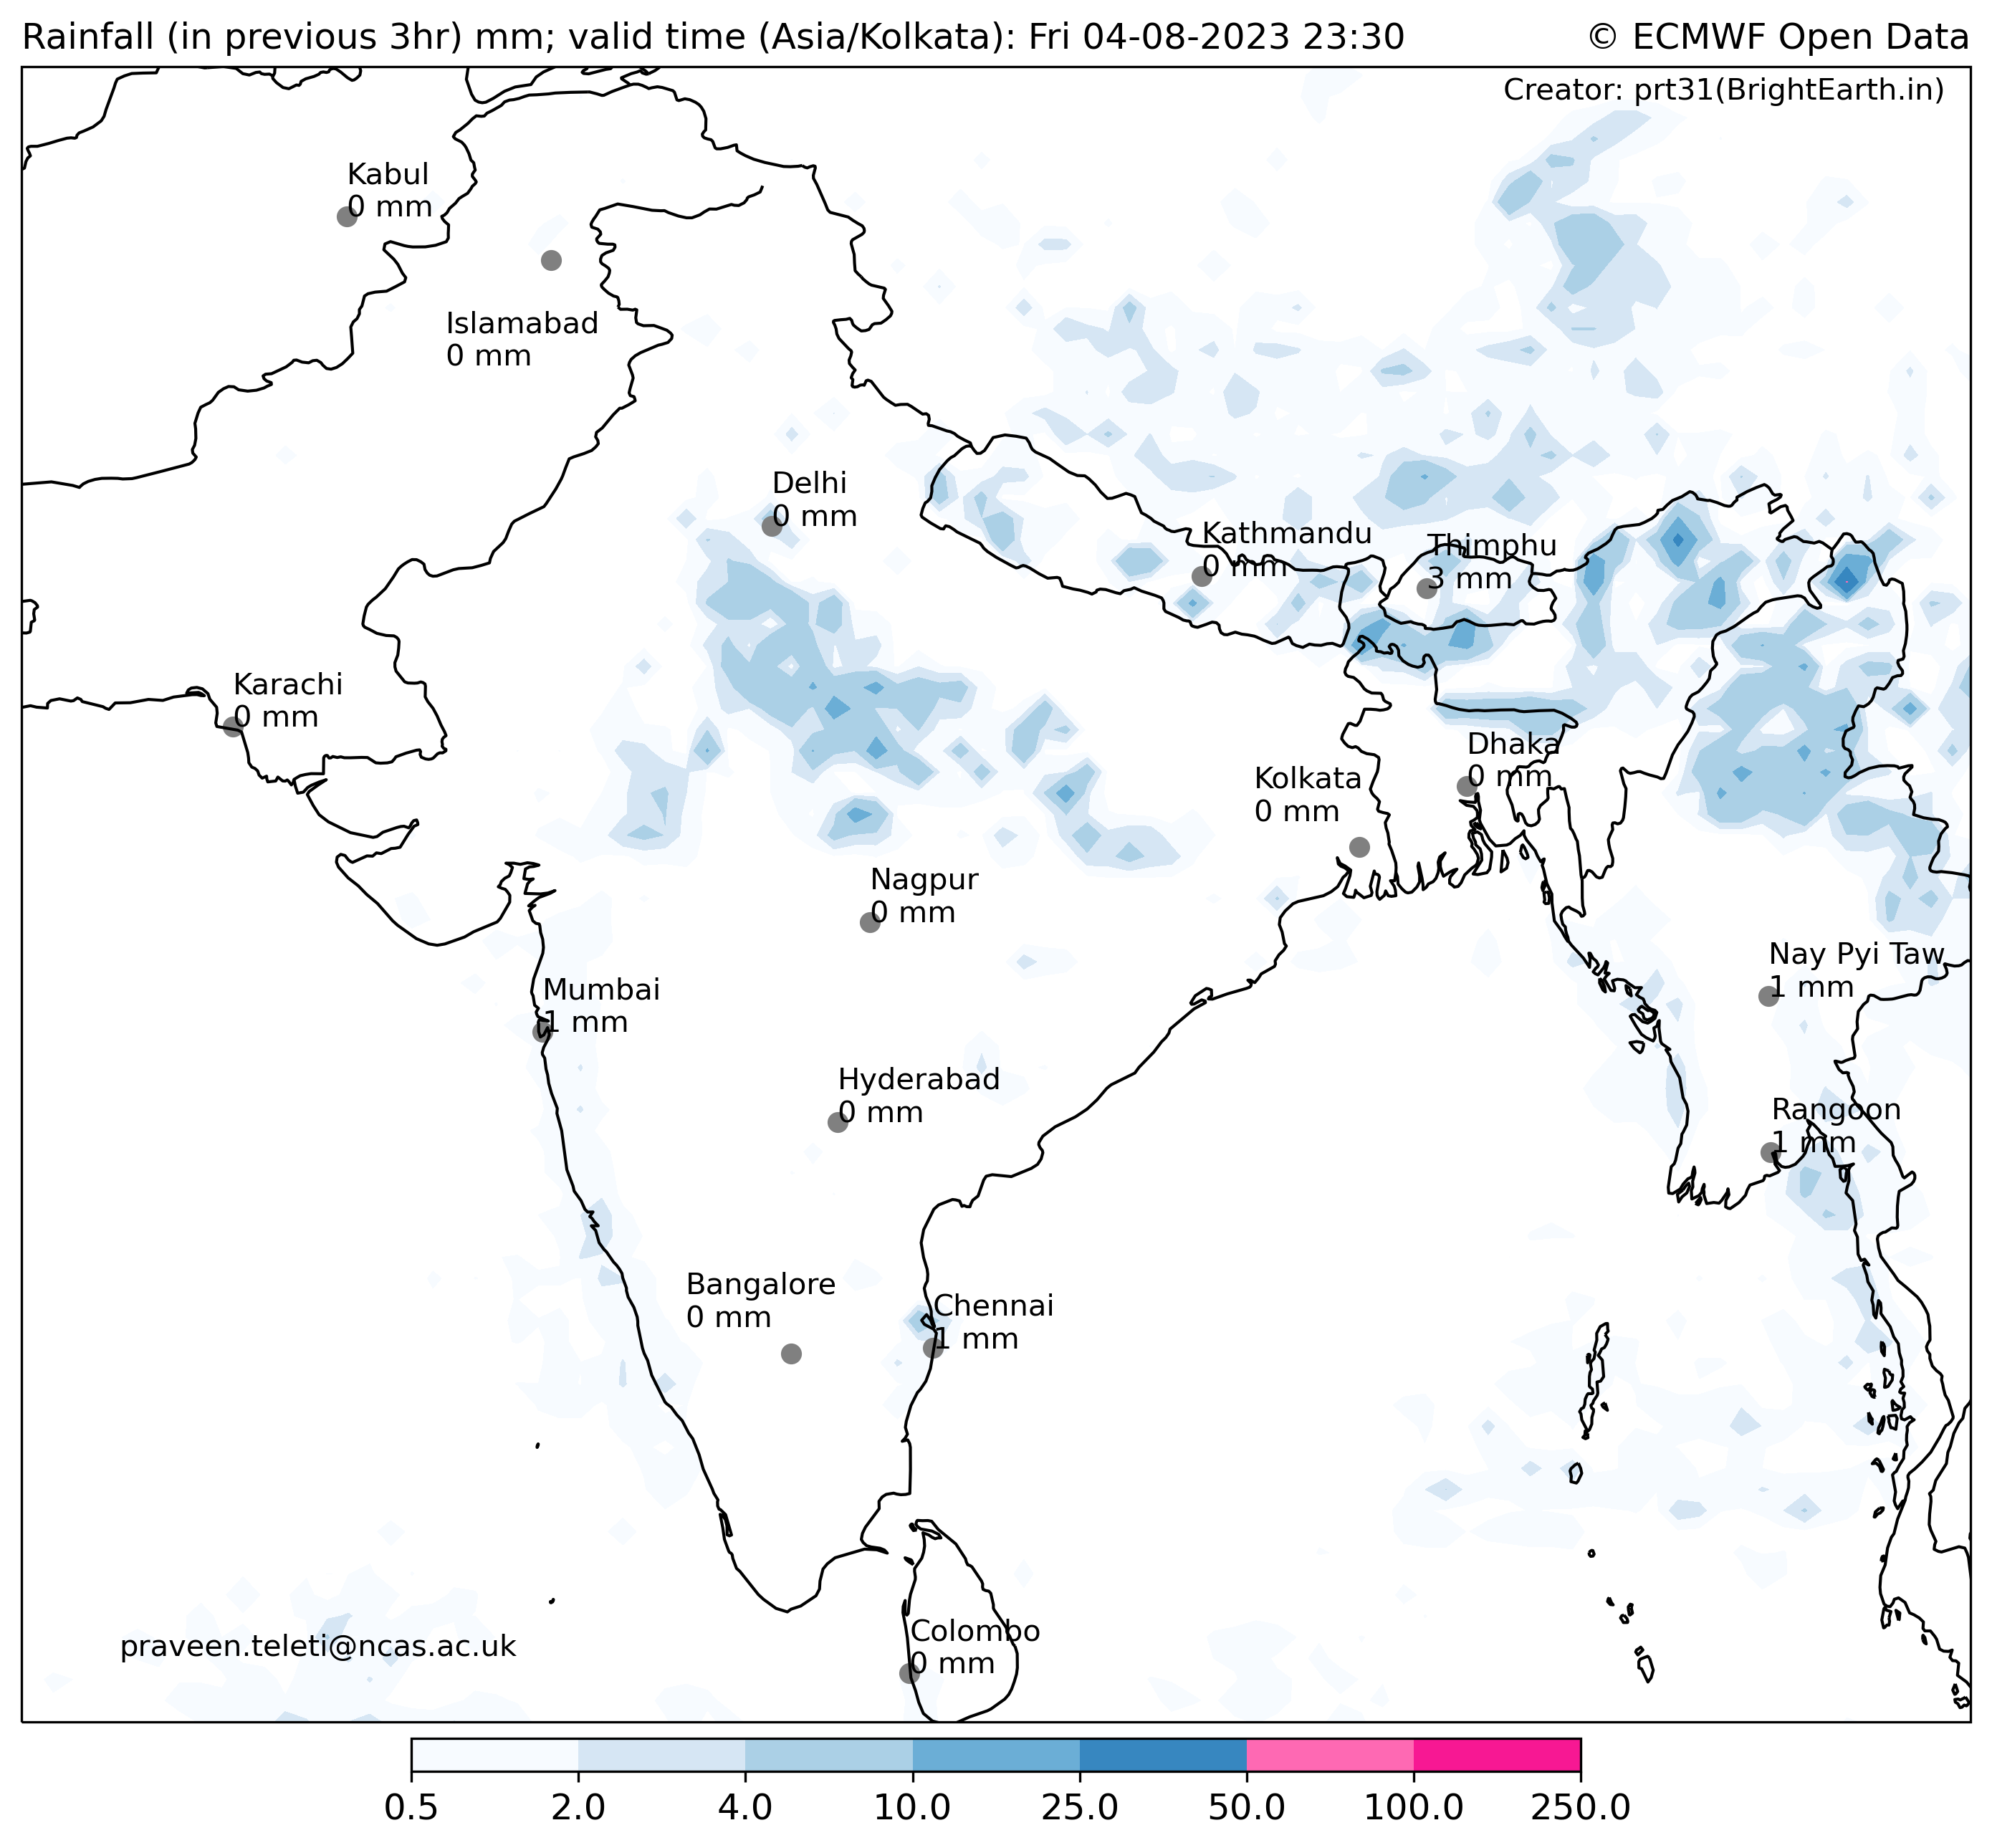 Rainfall (in previous 3hr) mm; valid time (Asia/Kolkata): Fri 04-08-2023 23:30
© ECMWF Open Data
Creator: prt31(BrightEarth.in)
Kabul
0 mm
Islamabad
0 mm
Delhi
0 mm
Kathmandu
0 mm
Thimphu
3 mm
Karachi
0 mm
Dhaka
0 mm
Kolkata
0 mm
Nagpur
0 mm
Nay Pyi Taw
1 mm
Mumbai
1 mm
Hyderabad
0 mm
Rangoon
1 mm
Bangalore
0 mm
Chennai
1 mm
Colombo
0 mm
praveen.teleti@ncas.ac.uk
0.5 2.0 4.0 10.0 25.0 50.0 100.0 250.0